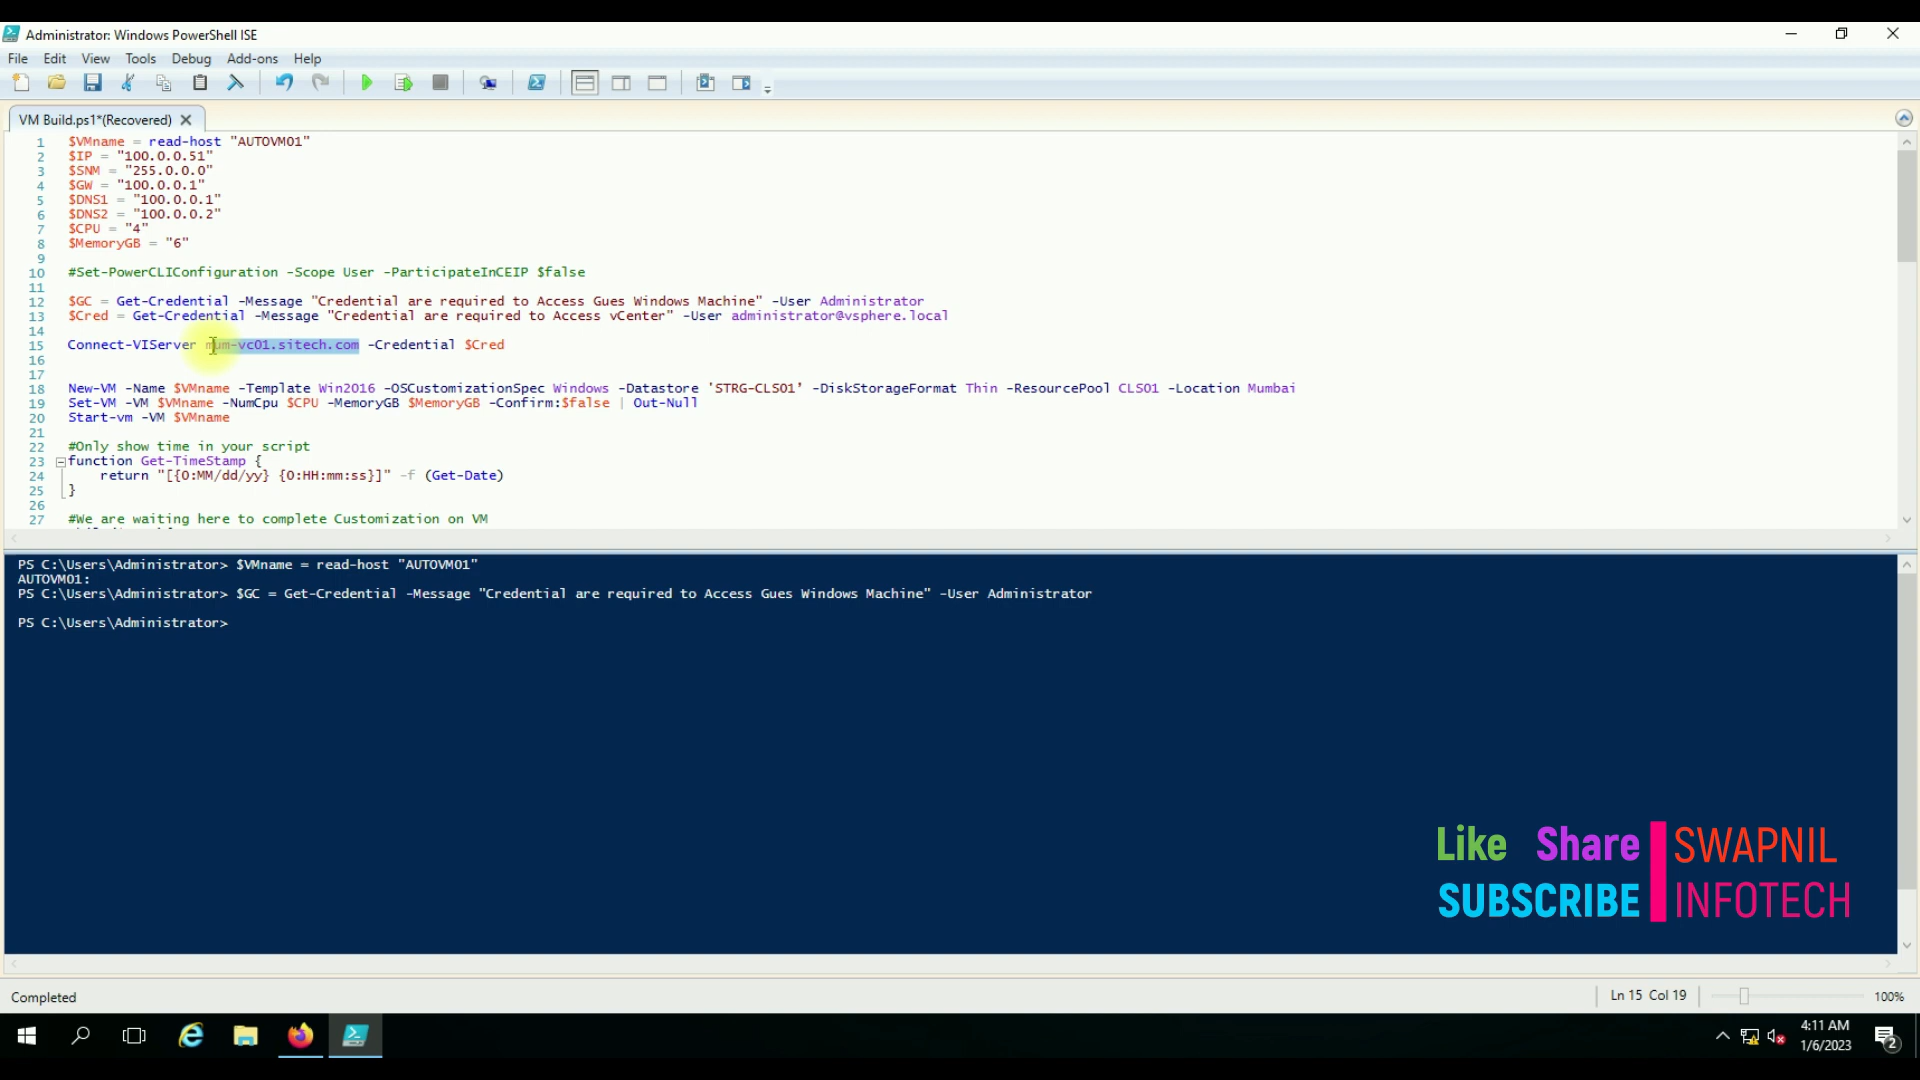 Administrator: Windows PowerShell ISE
File Edit View Tools Debug Add-ons Help
VM Build.ps1*(Recovered)
1 $VMname = read-host "AUTOVM01"
2 $IP = "100.0.0.51"
3 $SNM = "255.0.0.0"
4 $GW = "100.0.0.1"
5 $DNS1 = "100.0.0.1"
6 $DNS2 = "100.0.0.2"
7 $CPU = "4"
8 $MemoryGB = "6"
9
10 #Set-PowerCLIConfiguration -Scope User -ParticipateInCEIP $false
11
12 $GC = Get-Credential -Message "Credential are required to Access Gues Windows Machine" -User Administrator
13 $Cred = Get-Credential -Message "Credential are required to Access vCenter" -User administrator@vsphere.local
14
15 Connect-VIServer mum-vc01.sitech.com -Credential $Cred
16
17
18 New-VM -Name $VMname -Template Win2016 -OSCustomizationSpec Windows -Datastore 'STRG-CLS01' -DiskStorageFormat Thin -ResourcePool CLS01 -Location Mumbai
19 Set-VM -VM $VMname -NumCpu $CPU -MemoryGB $MemoryGB -Confirm:$false | Out-Null
20 Start-vm -VM $VMname
21
22 #Only show time in your script
23 function Get-TimeStamp {
24 return "[{0:MM/dd/yy} {0:HH:mm:ss}]" -f (Get-Date)
25 }
26
27 #We are waiting here to complete Customization on VM
PS C:\Users\Administrator> $VMname = read-host "AUTOVM01"
AUTOVM01:
PS C:\Users\Administrator> $GC = Get-Credential -Message "Credential are required to Access Gues Windows Machine" -User Administrator
PS C:\Users\Administrator>
Like Share SWAPNIL
SUBSCRIBE INFOTECH
Completed
Ln 15 Col 19
100%
4:11 AM
1/6/2023
2